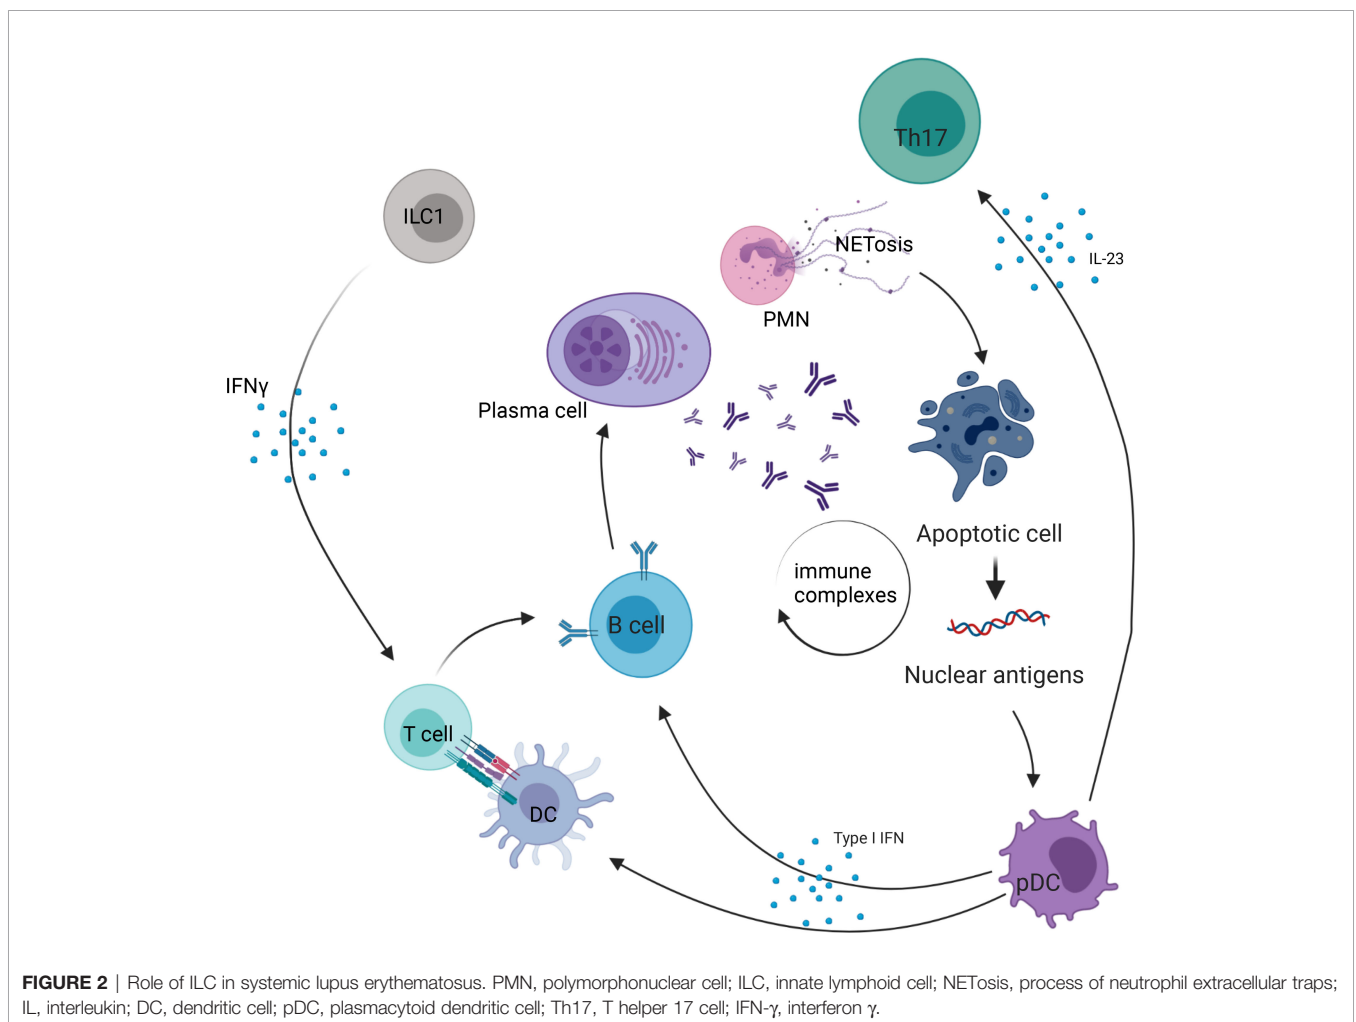 Th17
ILC1
NETosis
IL-23
PMN
IFNγ
Plasma cell
Apoptotic cell
immune
complexes
B cell
Nuclear antigens
T cell
DC
Type I IFN
pDC
FIGURE 2 | Role of ILC in systemic lupus erythematosus. PMN, polymorphonuclear cell; ILC, innate lymphoid cell; NETosis, process of neutrophil extracellular traps;
IL, interleukin; DC, dendritic cell; pDC, plasmacytoid dendritic cell; Th17, T helper 17 cell; IFN-γ, interferon γ.